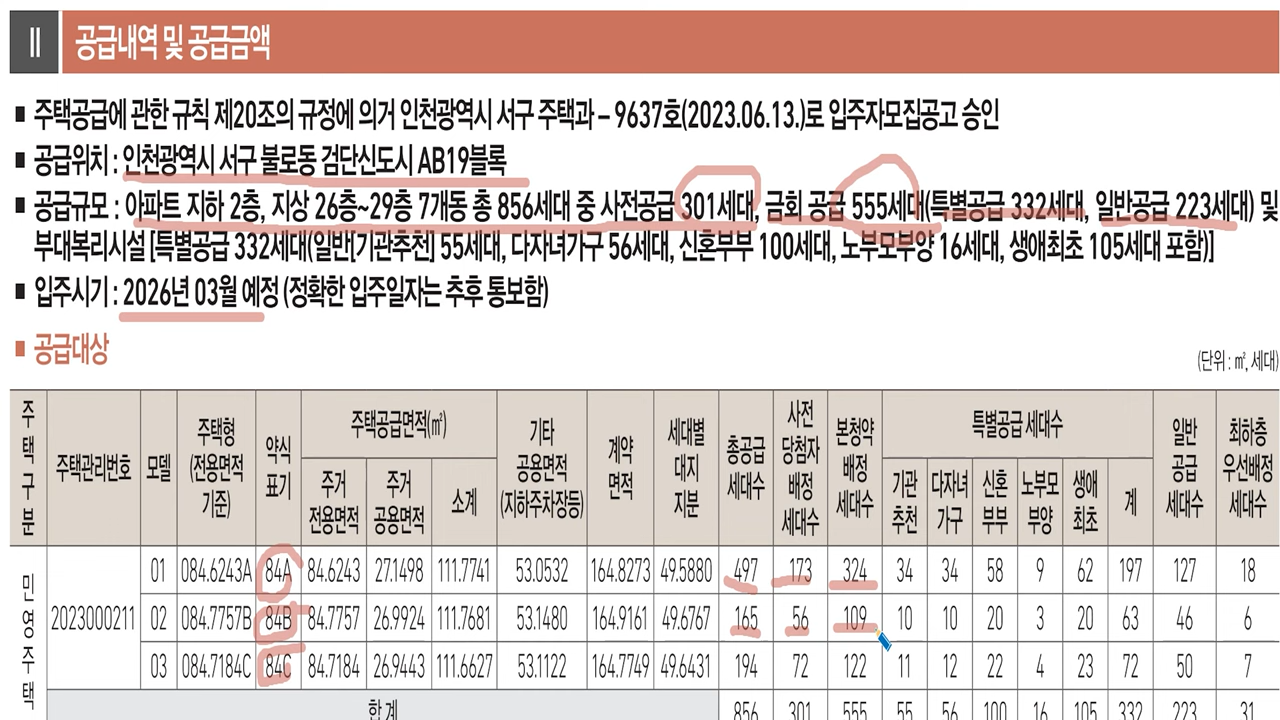 Ⅱ 공급내역 및 공급금액
■ 주택공급에 관한 규칙 제20조의 규정에 의거 인천광역시 서구 주택과 – 9637호(2023.06.13.)로 입주자모집공고 승인
■ 공급위치 : 인천광역시 서구 불로동 검단신도시 AB19블록
■ 공급규모 : 아파트 지하 2층, 지상 26층~29층 7개동 총 856세대 중 사전공급 301세대, 금회 공급 555세대(특별공급 332세대, 일반공급 223세대) 및
부대복리시설 [특별공급 332세대(일반[기관추천] 55세대, 다자녀가구 56세대, 신혼부부 100세대, 노부모부양 16세대, 생애최초 105세대 포함)]
■ 입주시기 : 2026년 03월 예정 (정확한 입주일자는 추후 통보함)
■ 공급대상
(단위 : ㎡, 세대)
주택구분 주택관리번호 모델 주택형 (전용면적 기준) 약식 표기 주택공급면적(㎡) 기타 공용면적 (지하주차장등) 계약 면적 세대별 대지 지분 총공급 세대수 사전 당첨자 배정 세대수 본청약 배정 세대수 특별공급 세대수 일반 공급 세대수 최하층 우선배정 세대수
주거 전용면적 주거 공용면적 소계 기관 추천 다자녀 가구 신혼 부부 노부모 부양 생애 최초 계
민영주택 2023000211
01 084.6243A 84A 84.6243 27.1498 111.7741 53.0532 164.8273 49.5880 497 173 324 34 34 58 9 62 197 127 18
02 084.7757B 84B 84.7757 26.9924 111.7681 53.1480 164.9161 49.6767 165 56 109 10 10 20 3 20 63 46 6
03 084.7184C 84C 84.7184 26.9443 111.6627 53.1122 164.7749 49.6431 194 72 122 11 12 22 4 23 72 50 7
합 계 856 301 555 55 56 100 16 105 332 223 31